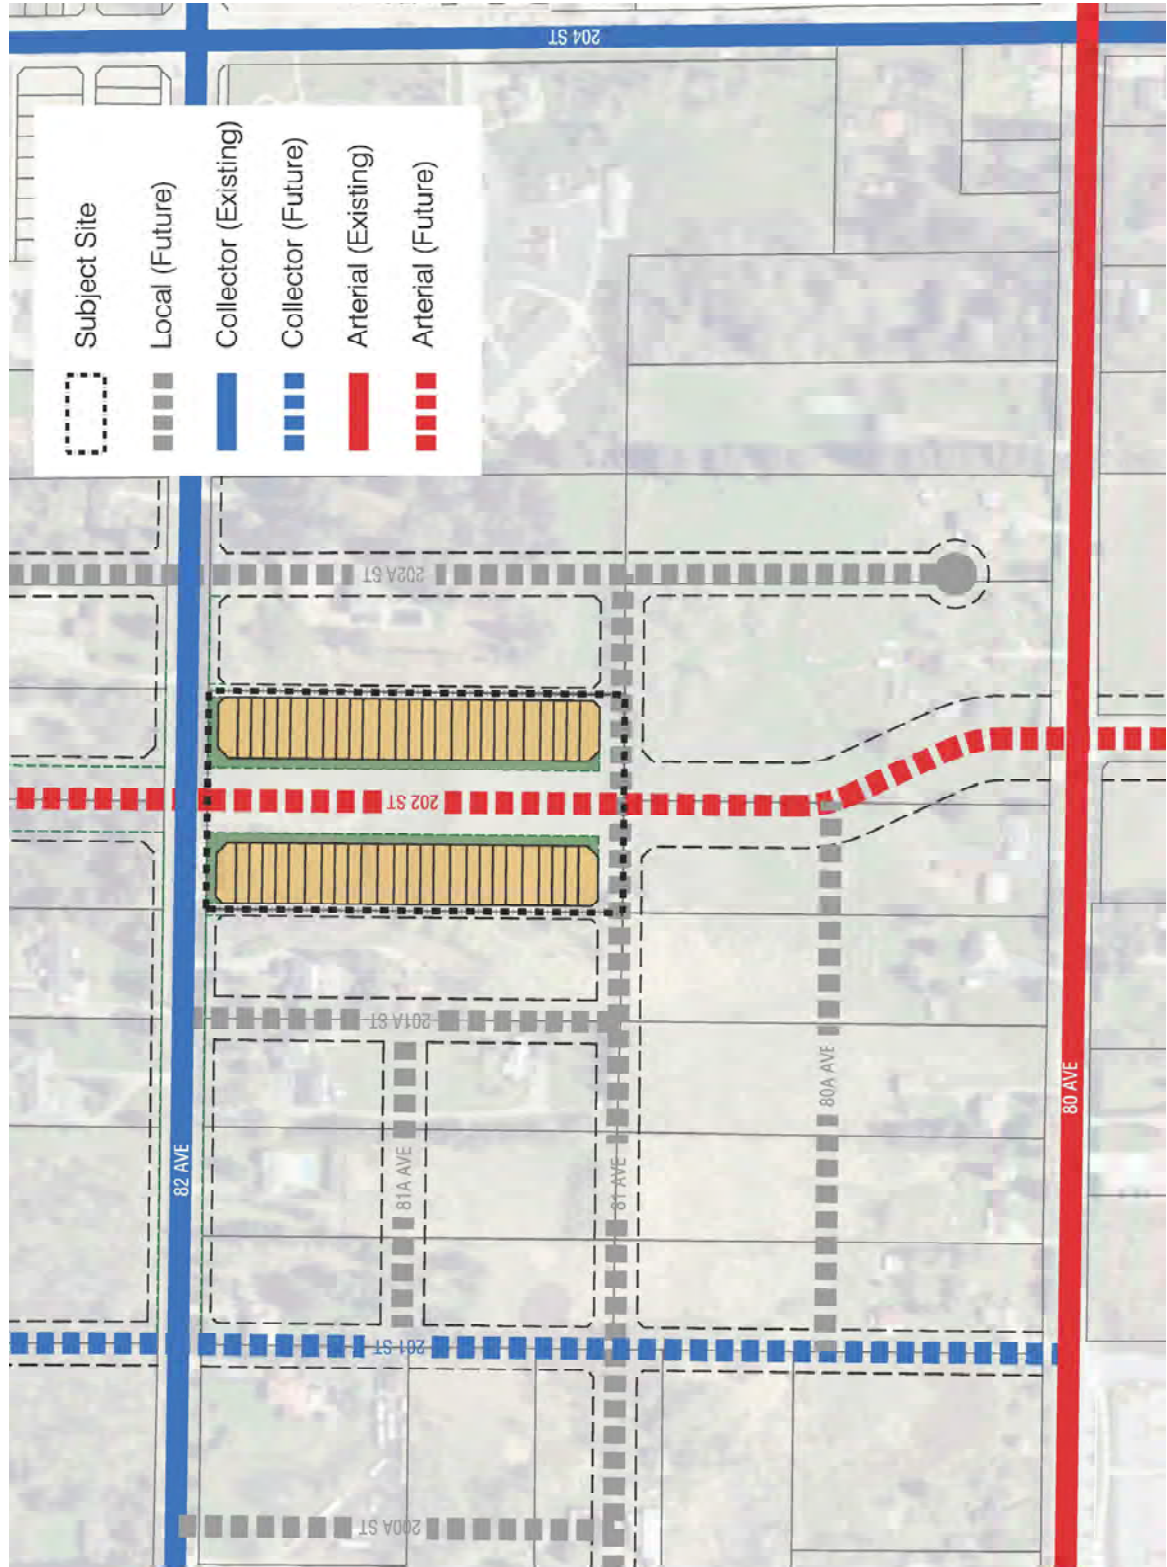 Subject Site
Local (Future)
Collector (Existing)
Collector (Future)
Arterial (Existing)
Arterial (Future)
204 ST
202A ST
202 ST
201A ST
82 AVE
81A AVE
81 AVE
80A AVE
80 AVE
201 ST
200A ST